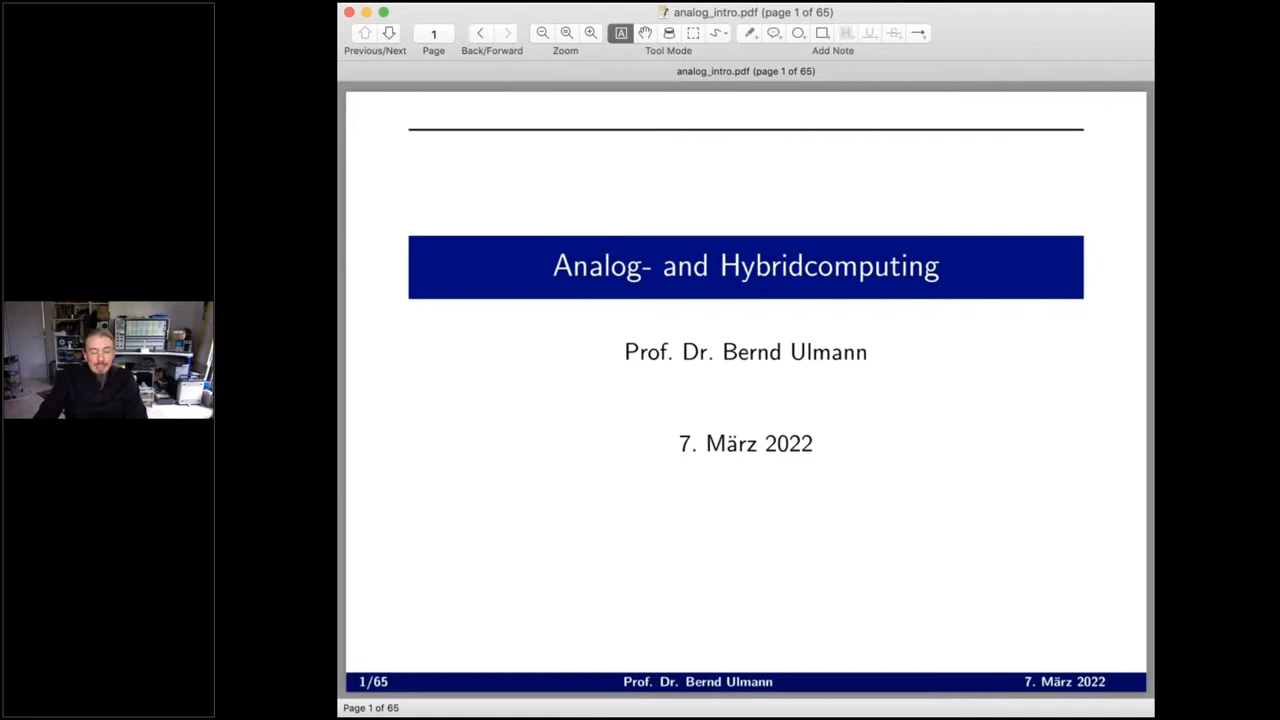 analog_intro.pdf (page 1 of 65)
1
Previous/Next Page Back/Forward Zoom Tool Mode Add Note
analog_intro.pdf (page 1 of 65)
Analog- and Hybridcomputing
Prof. Dr. Bernd Ulmann
7. März 2022
1/65 Prof. Dr. Bernd Ulmann 7. März 2022
Page 1 of 65